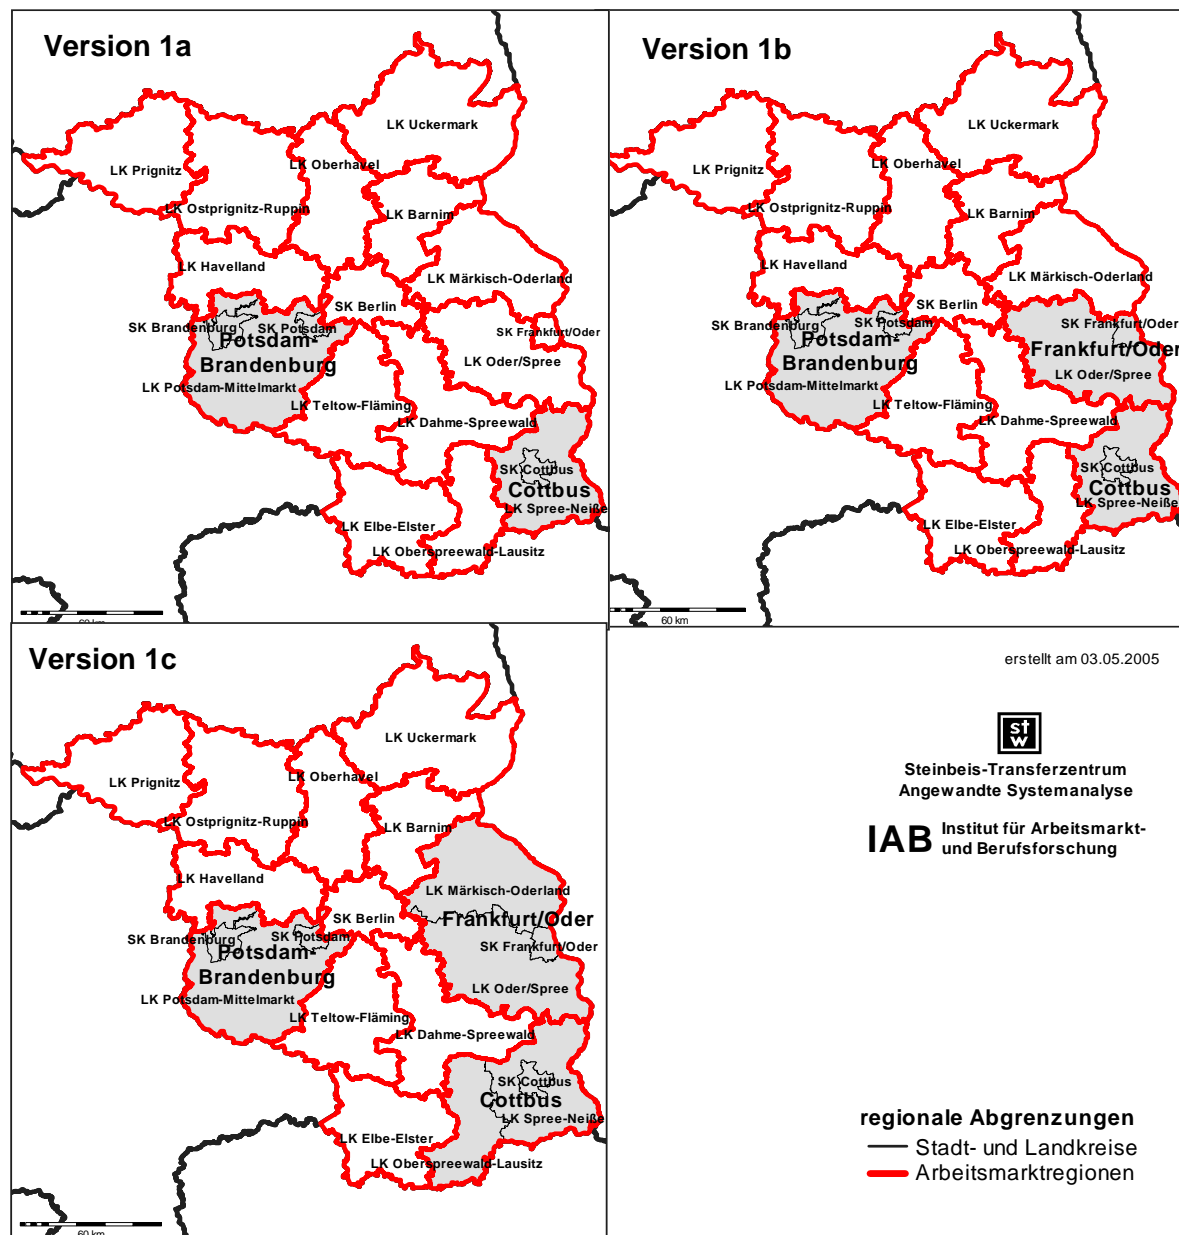 Version 1a
LK Uckermark
LK Prignitz
LK Oberhavel
LK Ostprignitz-Ruppin
LK Barnim
LK Havelland
LK Märkisch-Oderland
SK Berlin
SK Brandenburg
SK Potsdam
SK Frankfurt/Oder
Potsdam-
Brandenburg
LK Oder/Spree
LK Potsdam-Mittelmarkt
LK Teltow-Fläming
LK Dahme-Spreewald
SK Cottbus
Cottbus
LK Spree-Neiße
LK Elbe-Elster
LK Oberspreewald-Lausitz
60 km
Version 1b
LK Uckermark
LK Prignitz
LK Oberhavel
LK Ostprignitz-Ruppin
LK Barnim
LK Havelland
LK Märkisch-Oderland
SK Berlin
SK Brandenburg
SK Potsdam
SK Frankfurt/Oder
Potsdam-
Brandenburg
Frankfurt/Oder
LK Oder/Spree
LK Potsdam-Mittelmarkt
LK Teltow-Fläming
LK Dahme-Spreewald
SK Cottbus
Cottbus
LK Spree-Neiße
LK Elbe-Elster
LK Oberspreewald-Lausitz
60 km
Version 1c
LK Uckermark
LK Prignitz
LK Oberhavel
LK Ostprignitz-Ruppin
LK Barnim
LK Havelland
LK Märkisch-Oderland
SK Berlin
Frankfurt/Oder
SK Brandenburg
SK Potsdam
SK Frankfurt/Oder
Potsdam-
Brandenburg
LK Oder/Spree
LK Potsdam-Mittelmarkt
LK Teltow-Fläming
LK Dahme-Spreewald
SK Cottbus
Cottbus
LK Spree-Neiße
LK Elbe-Elster
LK Oberspreewald-Lausitz
60 km
erstellt am 03.05.2005
st
w
Steinbeis-Transferzentrum
Angewandte Systemanalyse
IAB Institut für Arbeitsmarkt-
und Berufsforschung
regionale Abgrenzungen
Stadt- und Landkreise
Arbeitsmarktregionen